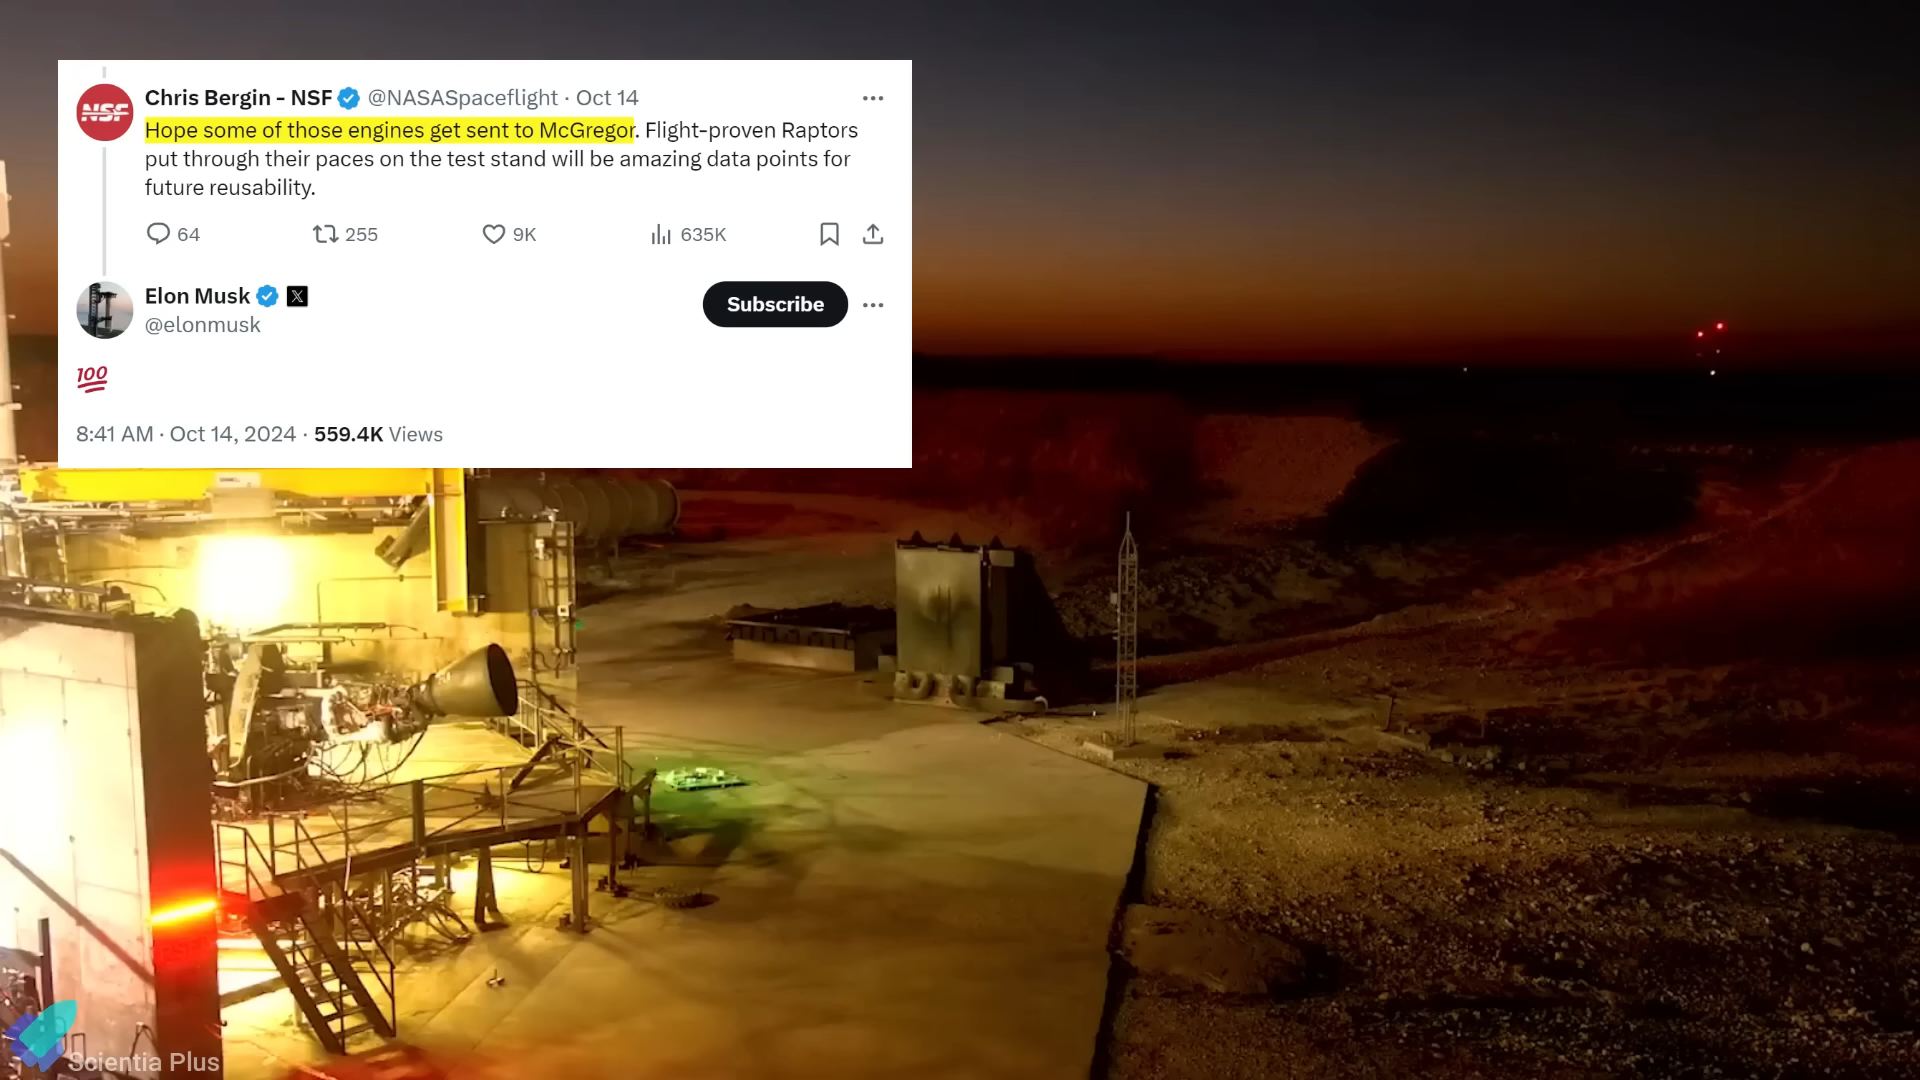 NSF
Chris Bergin - NSF @NASASpaceflight · Oct 14
Hope some of those engines get sent to McGregor. Flight-proven Raptors
put through their paces on the test stand will be amazing data points for
future reusability.
64 255 9K 635K
Elon Musk X
@elonmusk
Subscribe
💯
8:41 AM · Oct 14, 2024 · 559.4K Views
Scientia Plus